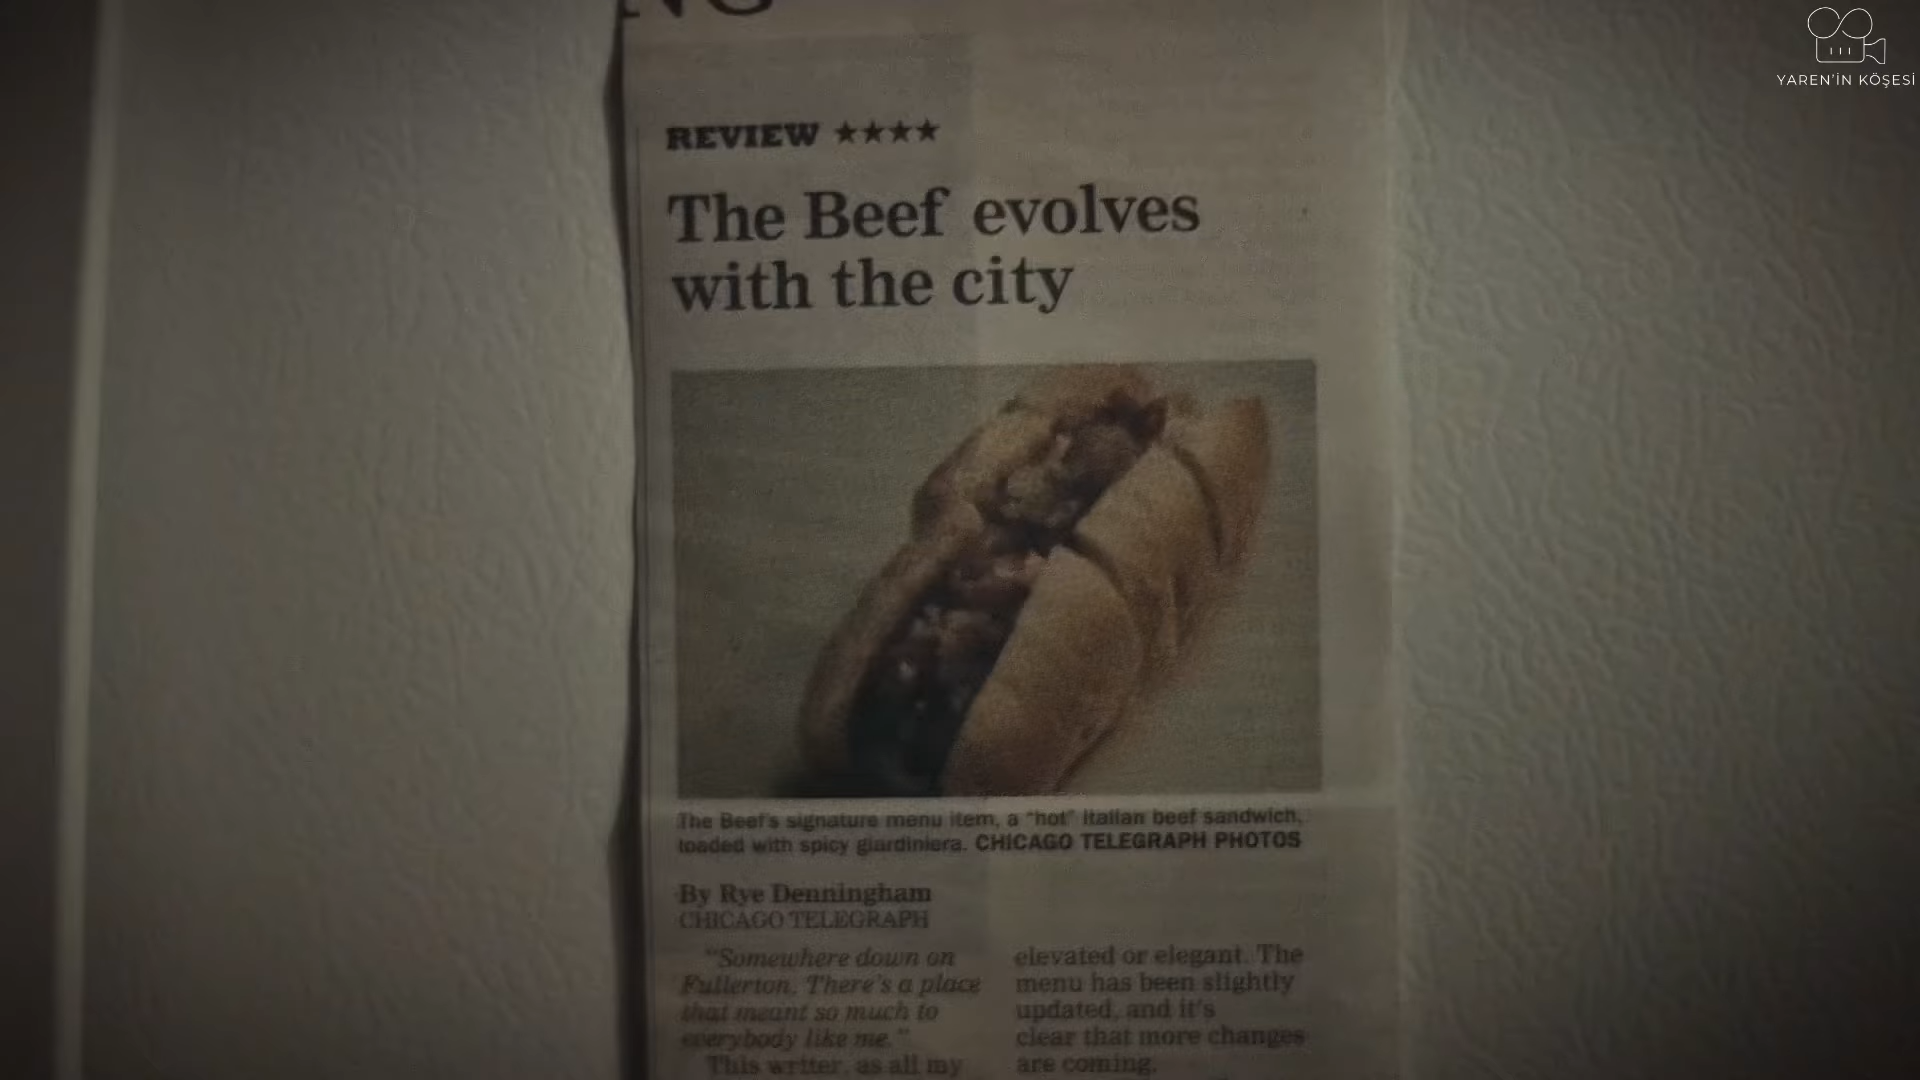 YAREN'İN KÖŞESİ
REVIEW ★★★★
The Beef evolves
with the city
The Beef's signature menu item, a "hot" Italian beef sandwich,
loaded with spicy giardiniera. CHICAGO TELEGRAPH PHOTOS
By Rye Denningham
CHICAGO TELEGRAPH
"Somewhere down on
Fullerton. There's a place
that meant so much to
everybody like me."
This writer, as all my
elevated or elegant. The
menu has been slightly
updated, and it's
clear that more changes
are coming.